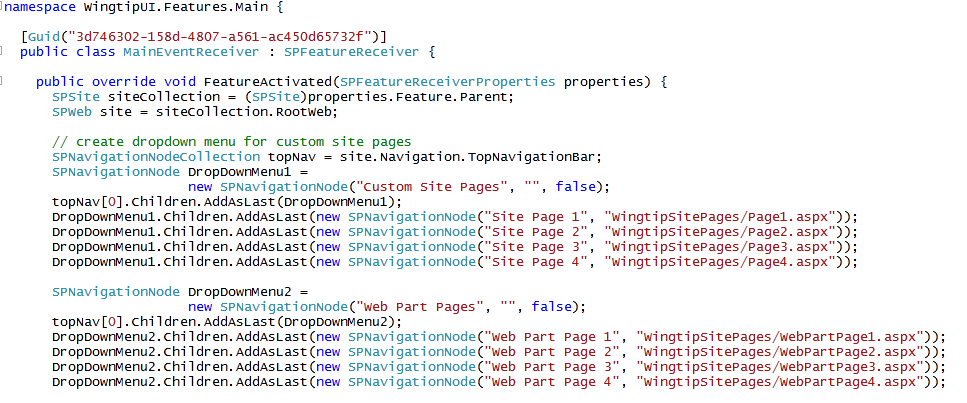 namespace WingtipUI.Features.Main {
[Guid("3d746302-158d-4807-a561-ac450d65732f")]
public class MainEventReceiver : SPFeatureReceiver {
public override void FeatureActivated(SPFeatureReceiverProperties properties) {
SPSite siteCollection = (SPSite)properties.Feature.Parent;
SPWeb site = siteCollection.RootWeb;
// create dropdown menu for custom site pages
SPNavigationNodeCollection topNav = site.Navigation.TopNavigationBar;
SPNavigationNode DropDownMenu1 =
new SPNavigationNode("Custom Site Pages", "", false);
topNav[0].Children.AddAsLast(DropDownMenu1);
DropDownMenu1.Children.AddAsLast(new SPNavigationNode("Site Page 1", "WingtipSitePages/Page1.aspx"));
DropDownMenu1.Children.AddAsLast(new SPNavigationNode("Site Page 2", "WingtipSitePages/Page2.aspx"));
DropDownMenu1.Children.AddAsLast(new SPNavigationNode("Site Page 3", "WingtipSitePages/Page3.aspx"));
DropDownMenu1.Children.AddAsLast(new SPNavigationNode("Site Page 4", "WingtipSitePages/Page4.aspx"));
SPNavigationNode DropDownMenu2 =
new SPNavigationNode("Web Part Pages", "", false);
topNav[0].Children.AddAsLast(DropDownMenu2);
DropDownMenu2.Children.AddAsLast(new SPNavigationNode("Web Part Page 1", "WingtipSitePages/WebPartPage1.aspx"));
DropDownMenu2.Children.AddAsLast(new SPNavigationNode("Web Part Page 2", "WingtipSitePages/WebPartPage2.aspx"));
DropDownMenu2.Children.AddAsLast(new SPNavigationNode("Web Part Page 3", "WingtipSitePages/WebPartPage3.aspx"));
DropDownMenu2.Children.AddAsLast(new SPNavigationNode("Web Part Page 4", "WingtipSitePages/WebPartPage4.aspx"));